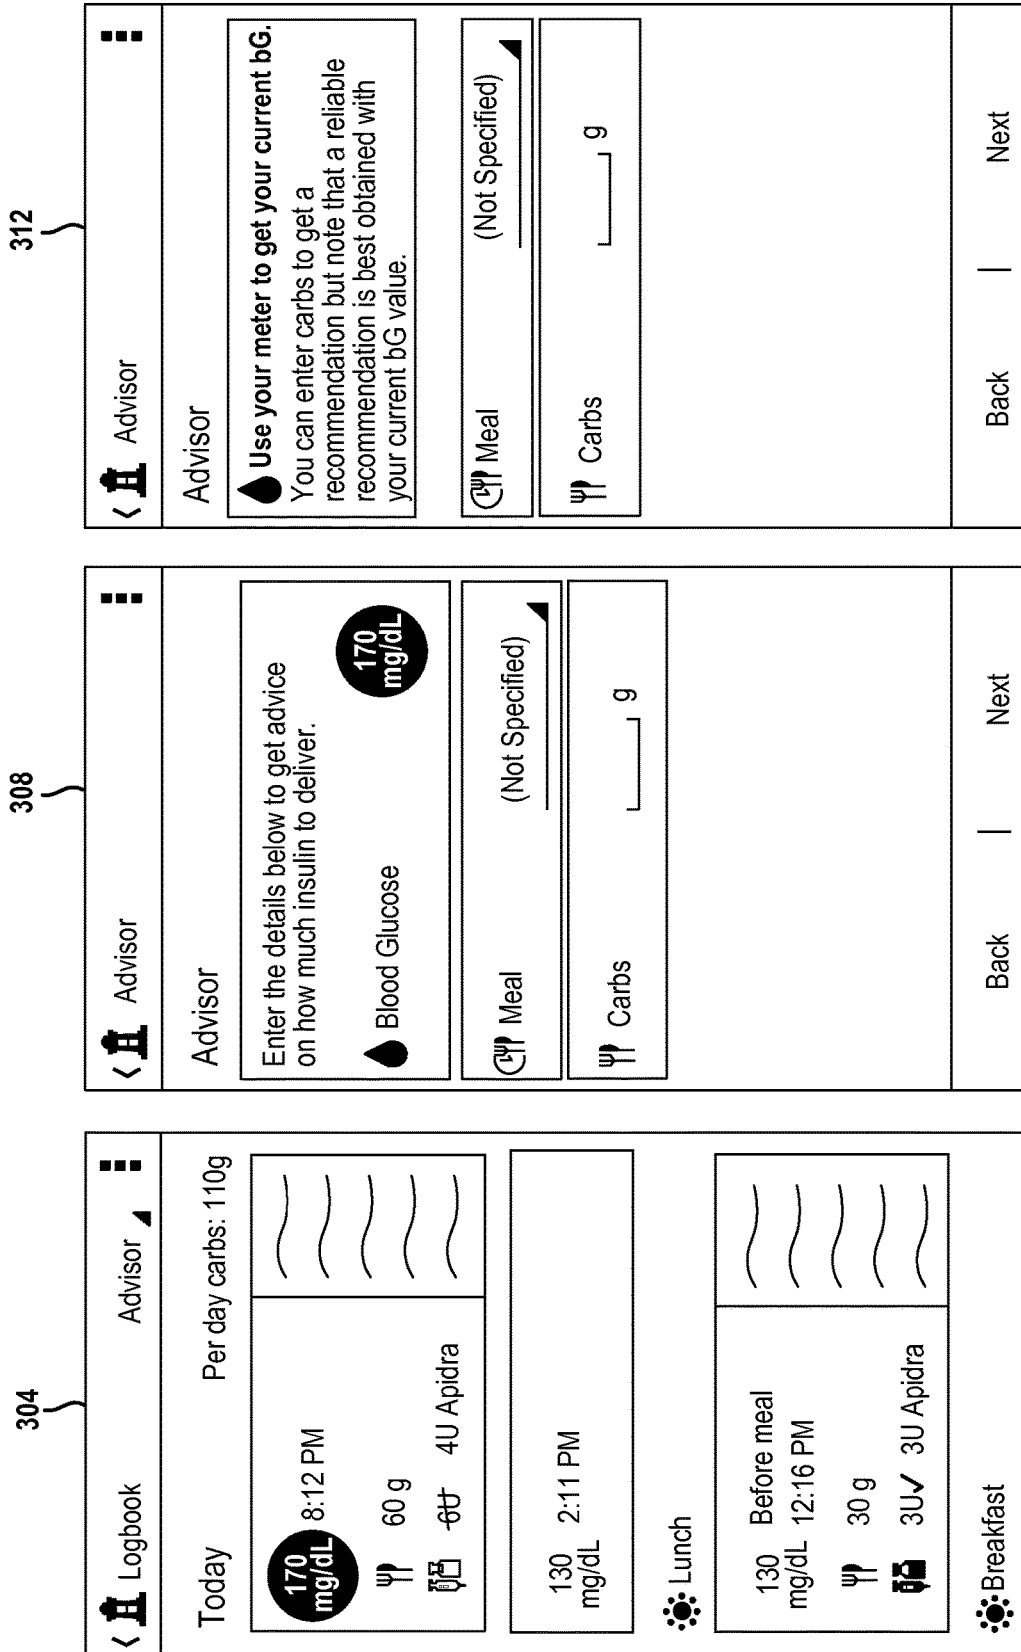 304
Logbook Advisor
Today Per day carbs: 110g
170 mg/dL 8:12 PM
60 g
6U 4U Apidra
130 mg/dL 2:11 PM
Lunch
130 mg/dL Before meal 12:16 PM
30 g
3U✓ 3U Apidra
Breakfast
308
Advisor
Advisor
Enter the details below to get advice
on how much insulin to deliver.
Blood Glucose 170 mg/dL
Meal (Not Specified)
Carbs g
Back | Next
312
Advisor
Advisor
Use your meter to get your current bG.
You can enter carbs to get a
recommendation but note that a reliable
recommendation is best obtained with
your current bG value.
Meal (Not Specified)
Carbs g
Back | Next